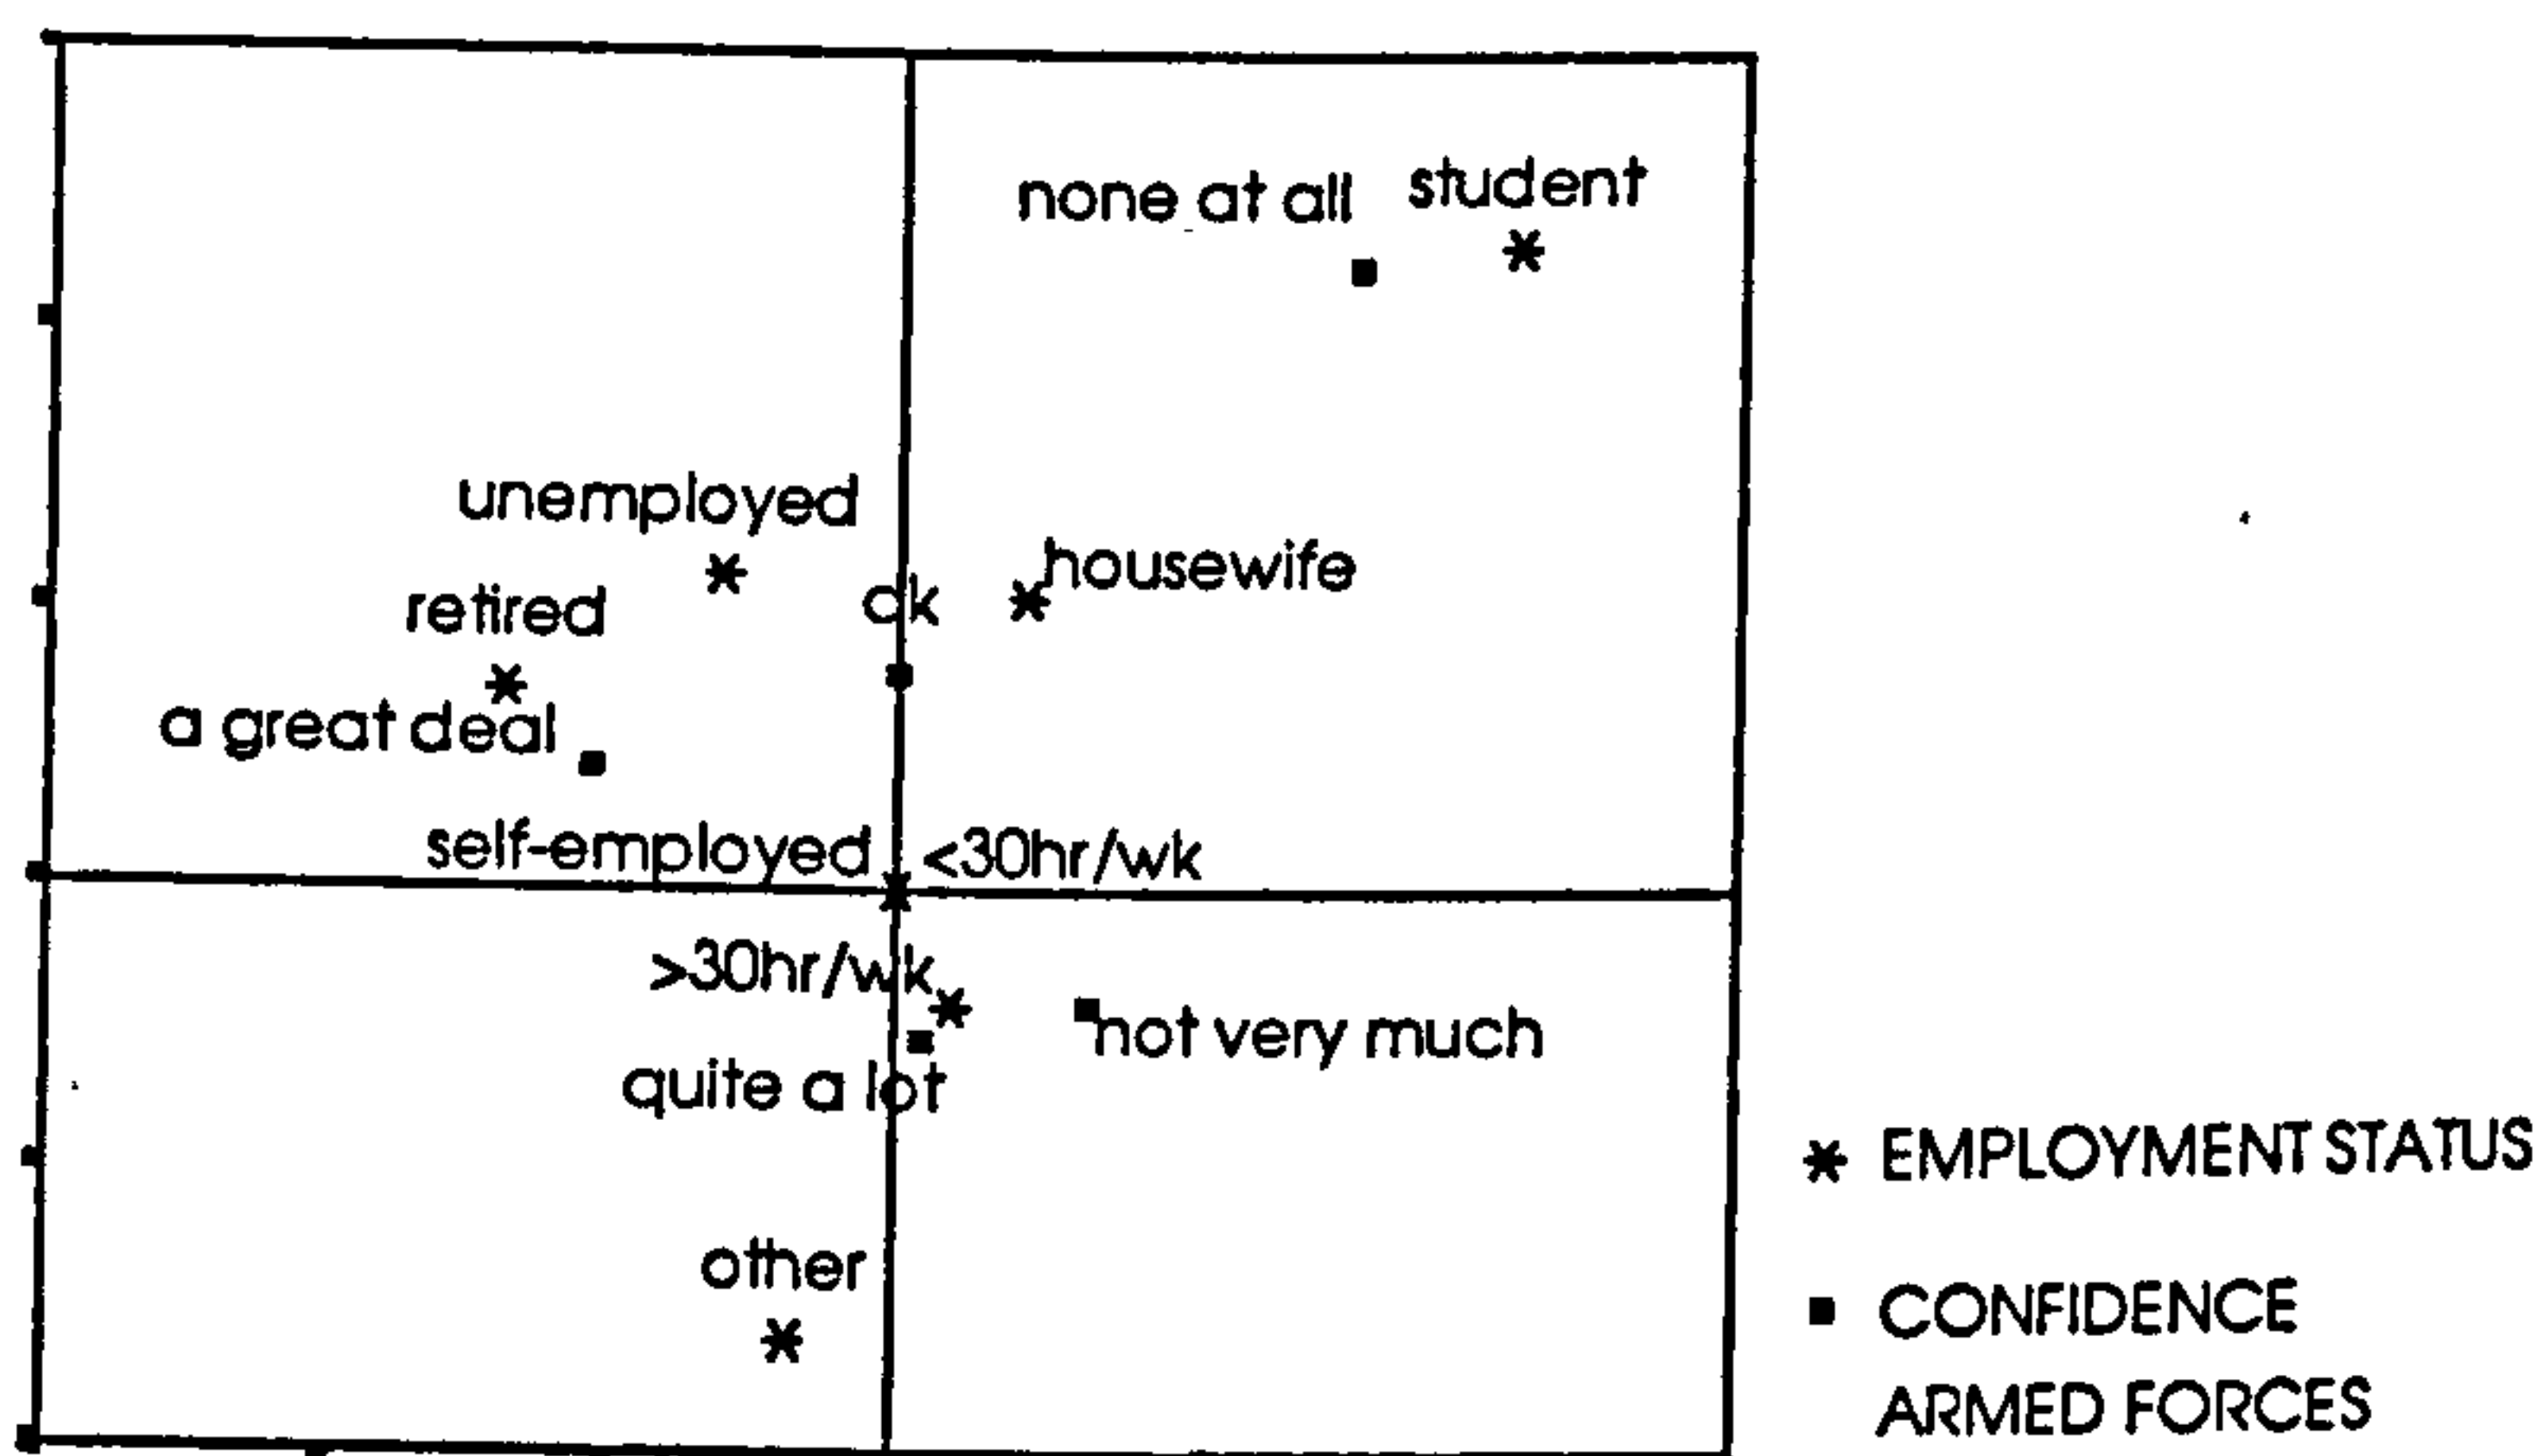 none at all
student
unemployed
housewife
dk
retired
a great deal
self-employed
<30hr/wk
>30hr/wk
not very much
quite a lot
EMPLOYMENT STATUS
other
CONFIDENCE
ARMED FORCES